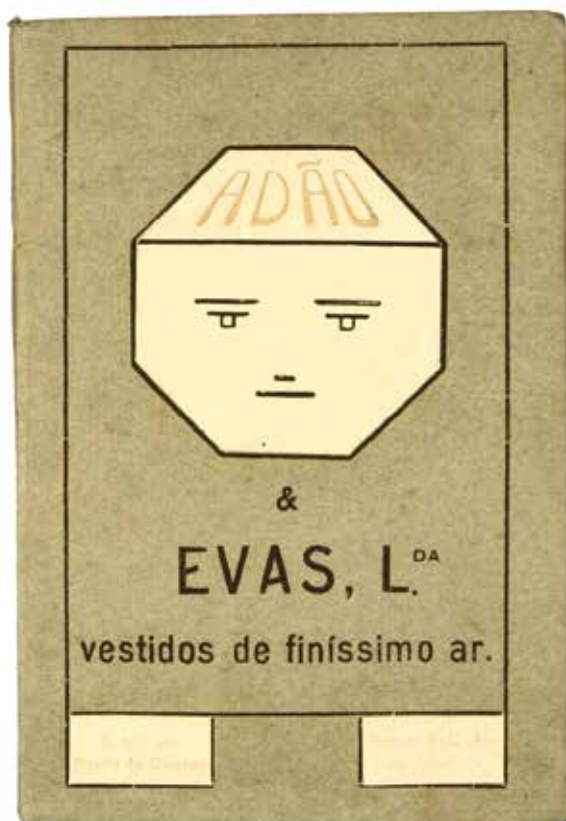 ADÃO
&
EVAS, L.DA
vestidos de finíssimo ar.